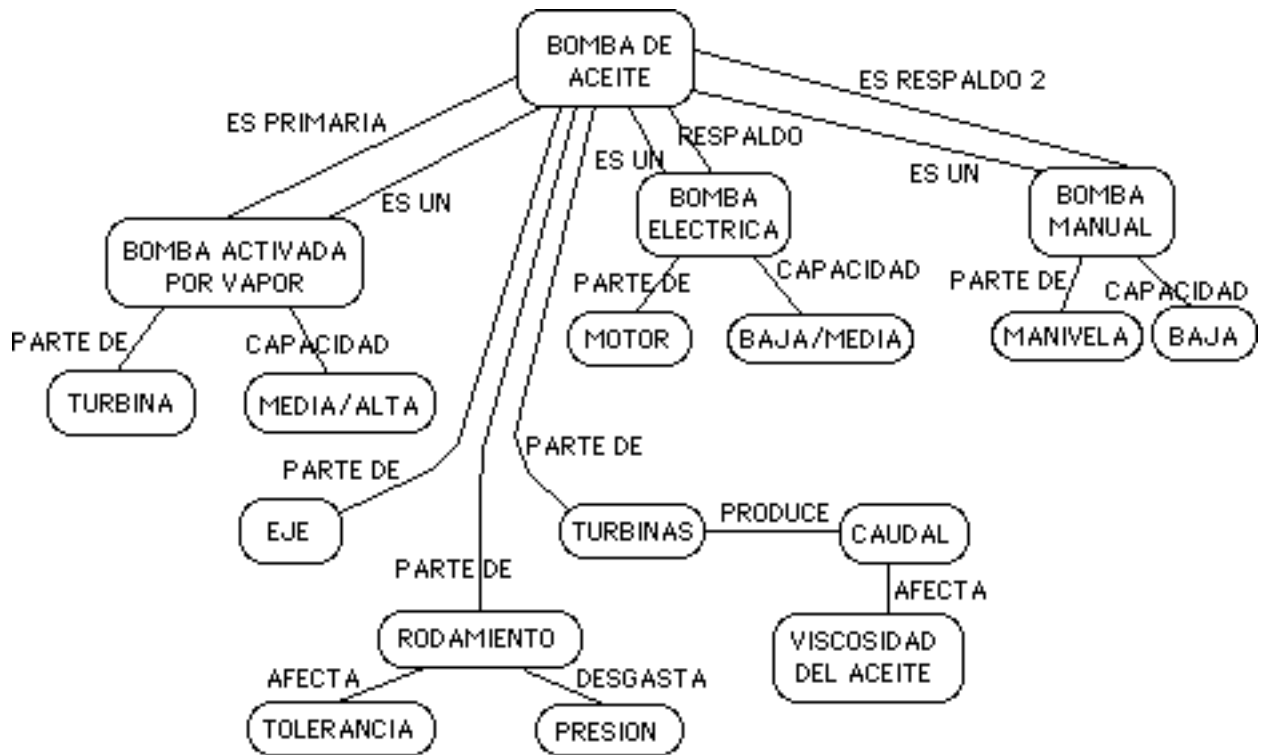 BOMBA DE
ACEITE
ES PRIMARIA
ES UN
ES UN
RESPALDO
ES RESPALDO 2
ES UN
BOMBA ACTIVADA
POR VAPOR
BOMBA
ELECTRICA
BOMBA
MANUAL
PARTE DE
CAPACIDAD
PARTE DE
CAPACIDAD
PARTE DE
CAPACIDAD
TURBINA
MEDIA/ALTA
MOTOR
BAJA/MEDIA
MANIVELA
BAJA
PARTE DE
PARTE DE
PARTE DE
EJE
TURBINAS
PRODUCE
CAUDAL
AFECTA
RODAMIENTO
VISCOSIDAD
DEL ACEITE
AFECTA
DESGASTA
TOLERANCIA
PRESION